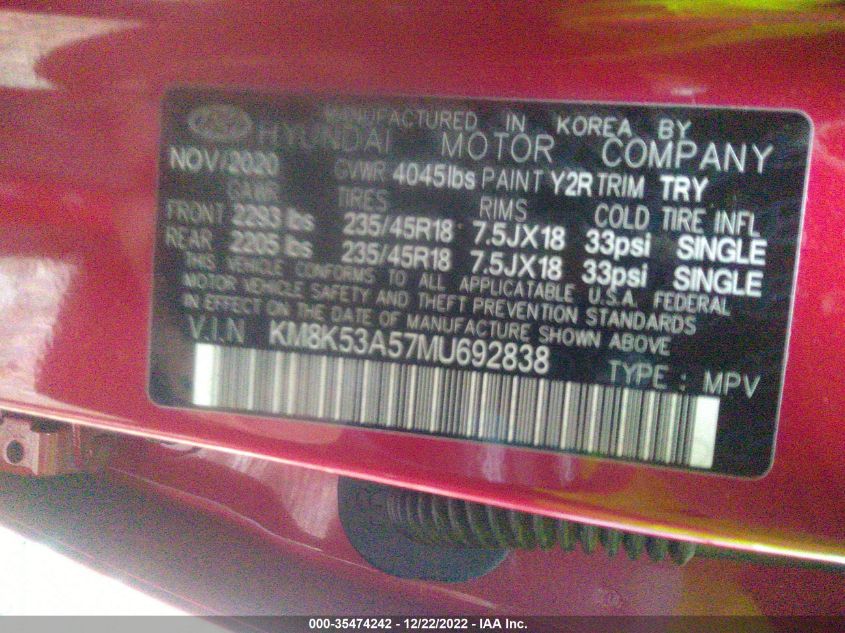 MANUFACTURED IN KOREA BY
HYUNDAI MOTOR COMPANY
NOV/2020 GVWR 4045lbs PAINT Y2R TRIM TRY
GAWR TIRES RIMS COLD TIRE INFL
FRONT 2293 lbs 235/45R18 7.5JX18 33psi SINGLE
REAR 2205 lbs 235/45R18 7.5JX18 33psi SINGLE
THIS VEHICLE CONFORMS TO ALL APPLICATABLE U.S.A. FEDERAL
MOTOR VEHICLE SAFETY AND THEFT PREVENTION STANDARDS
IN EFFECT ON THE DATE OF MANUFACTURE SHOWN ABOVE
V.I.N KM8K53A57MU692838
TYPE : MPV
000-35474242 - 12/22/2022 - IAA Inc.